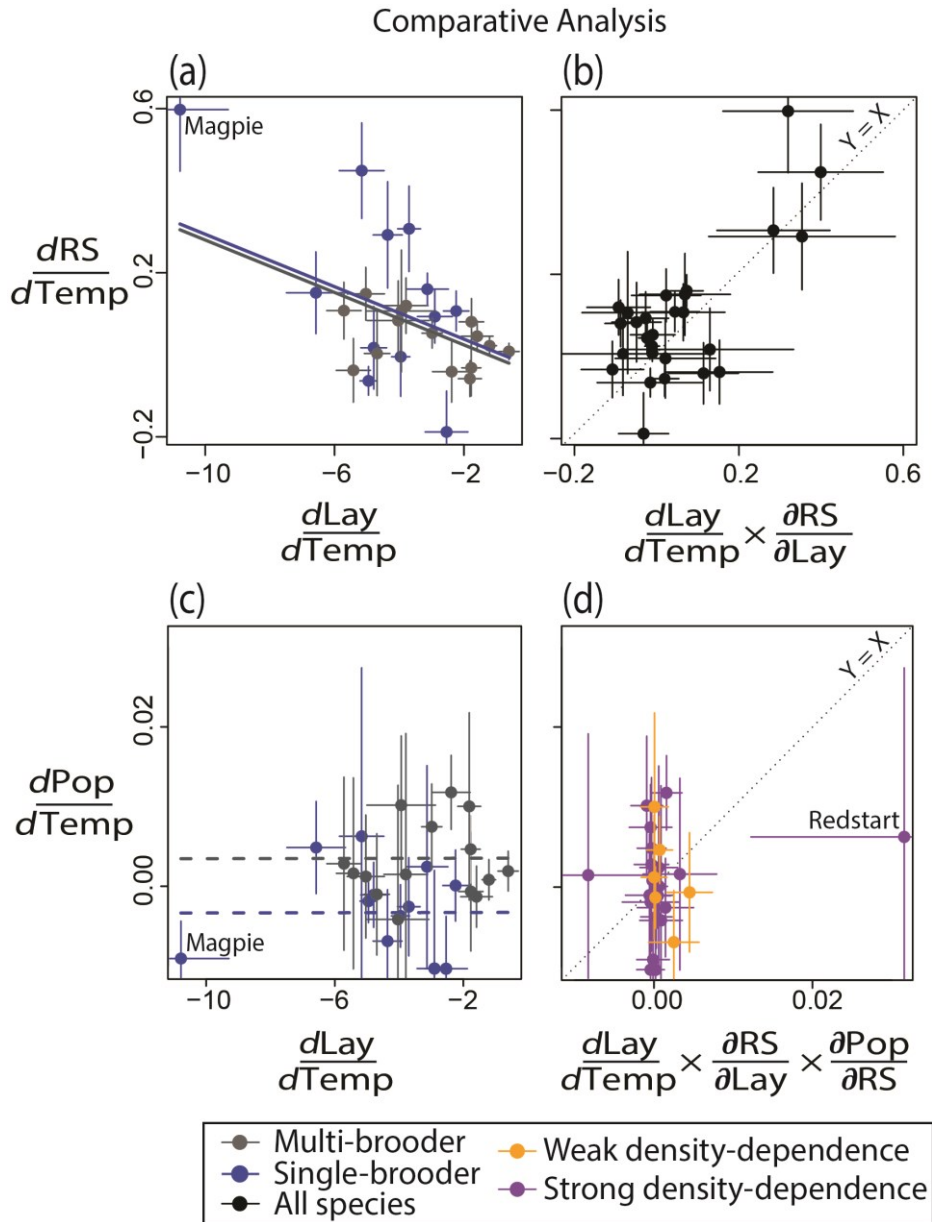 Comparative Analysis
(a) (b)
0.6
0.2
−0.2
Magpie
Y = X
dRS
dTemp
−10 −6 −2
−0.2 0.2 0.6
dLay
dTemp
dLay
dTemp × ∂RS
∂Lay
(c) (d)
0.02
0.00
Magpie
Y = X
Redstart
dPop
dTemp
−10 −6 −2
0.00 0.02
dLay
dTemp
dLay
dTemp × ∂RS
∂Lay × ∂Pop
∂RS
Multi-brooder
Single-brooder
All species
Weak density-dependence
Strong density-dependence